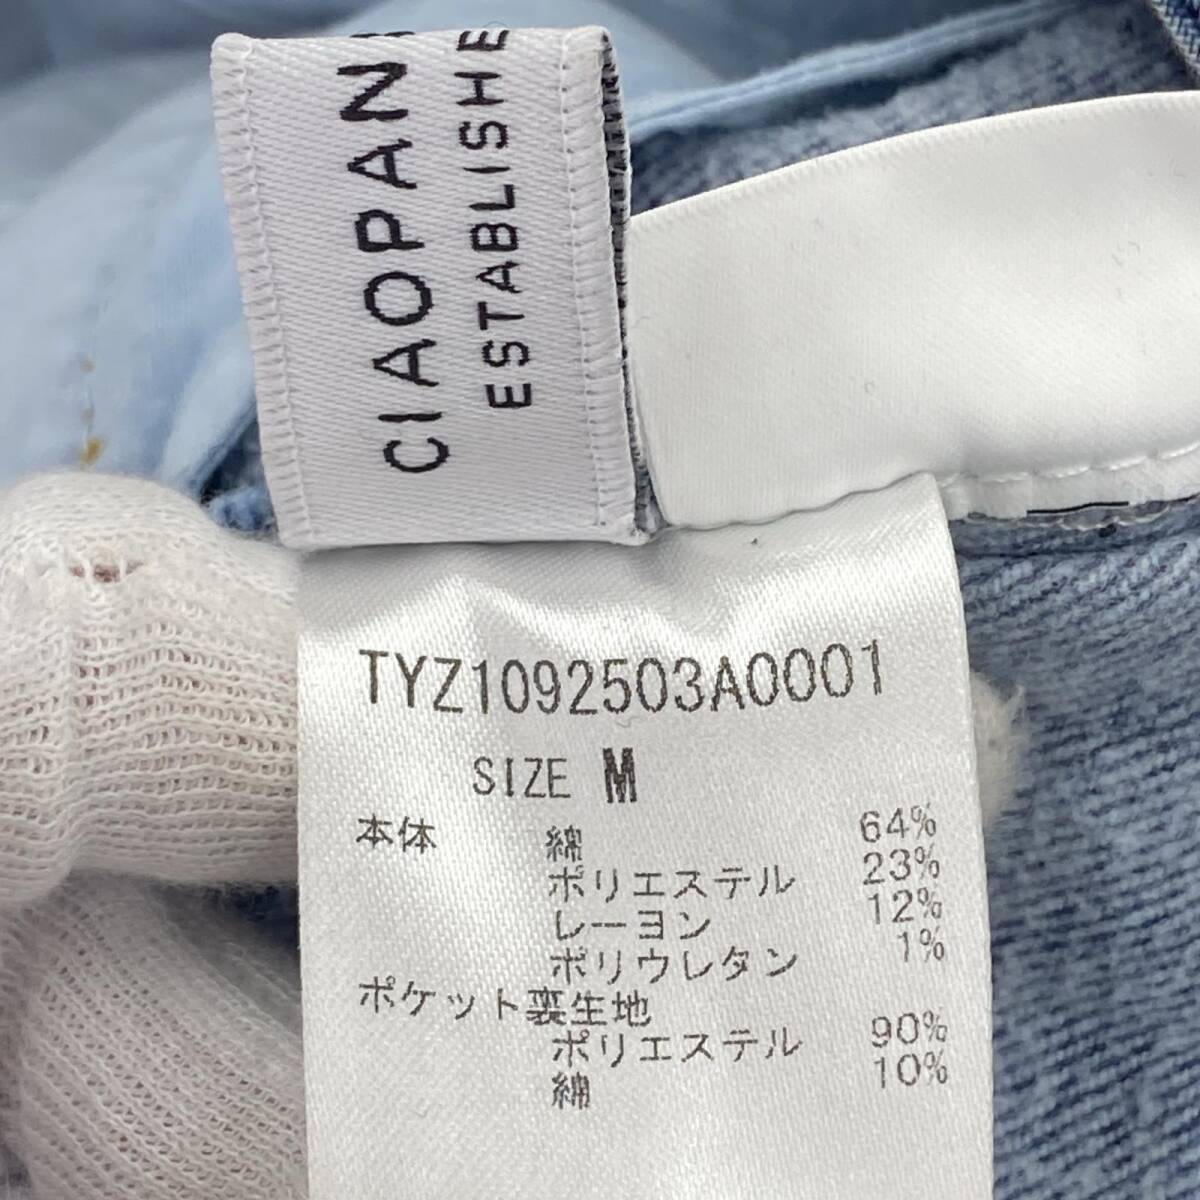 CIAOPAN
ESTABLISHE
TYZ1092503A0001
SIZE M
本体 綿 64%
ポリエステル 23%
レーヨン 12%
ポリウレタン 1%
ポケット裏生地
ポリエステル 90%
綿 10%